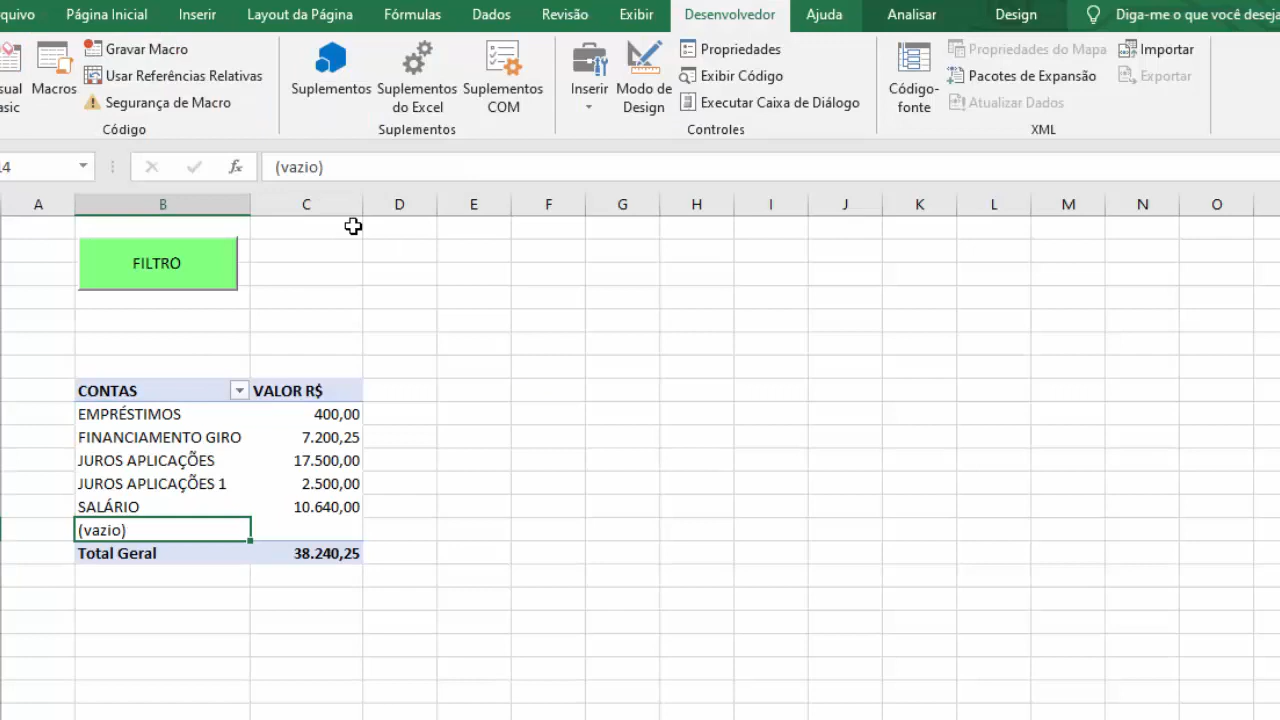 quivo Página Inicial Inserir Layout da Página Fórmulas Dados Revisão Exibir Desenvolvedor Ajuda Analisar Design Diga-me o que você deseja
sual
asic
Macros
Gravar Macro
Usar Referências Relativas
Segurança de Macro
Código
Suplementos
Suplementos
do Excel
Suplementos
COM
Suplementos
Inserir
Modo de
Design
Propriedades
Exibir Código
Executar Caixa de Diálogo
Controles
Código-
fonte
Propriedades do Mapa
Pacotes de Expansão
Atualizar Dados
Importar
Exportar
XML
14 fx (vazio)
A B C D E F G H I J K L M N O
FILTRO
CONTAS VALOR R$
EMPRÉSTIMOS 400,00
FINANCIAMENTO GIRO 7.200,25
JUROS APLICAÇÕES 17.500,00
JUROS APLICAÇÕES 1 2.500,00
SALÁRIO 10.640,00
(vazio)
Total Geral 38.240,25